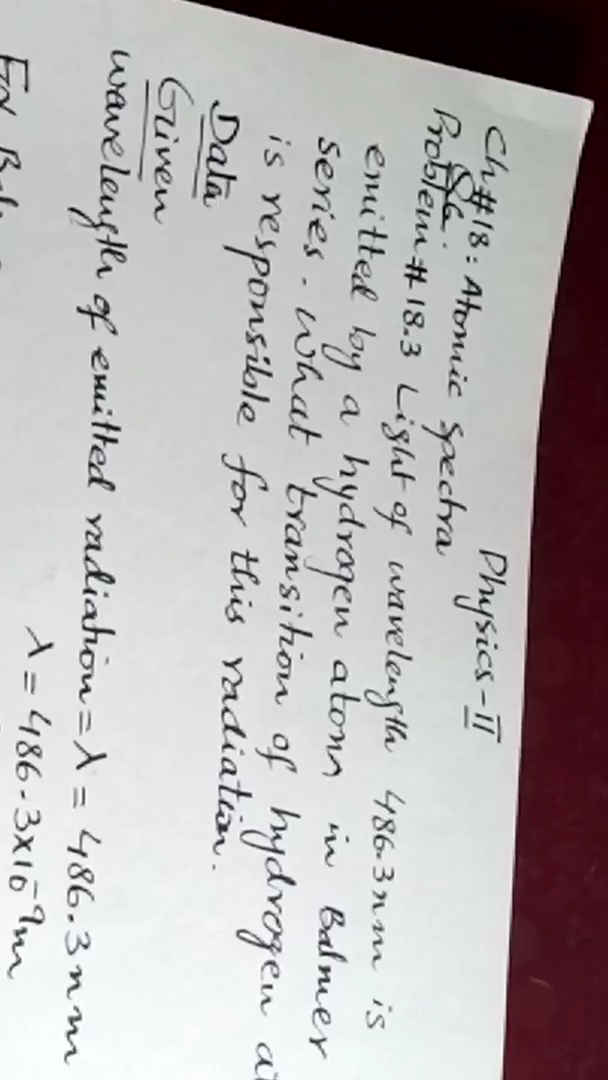 Physics-II
Ch#18: Atomic Spectra
Problem#18.3 Light of wavelength 486.3nm is
emitted by a hydrogen atom in Balmer
series. What transition of hydrogen
is responsible for this radiation.
Data
Given
wavelength of emitted radiation=λ= 486.3nm
λ = 486.3x10⁻⁹m
For